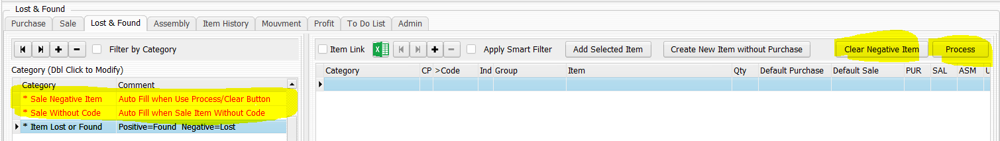 Lost & Found
Purchase Sale Lost & Found Assembly Item History Mouvment Profit To Do List Admin
Filter by Category
Item Link Apply Smart Filter Add Selected Item Create New Item without Purchase Clear Negative Item Process
Category (Dbl Click to Modify)
Category CP >Code Ind Group Item Qty Default Purchase Default Sale PUR SAL ASM U
Category Comment
* Sale Negative Item Auto Fill when Use Process/Clear Button
* Sale Without Code Auto Fill when Sale Item Without Code
* Item Lost or Found Positive=Found Negative=Lost